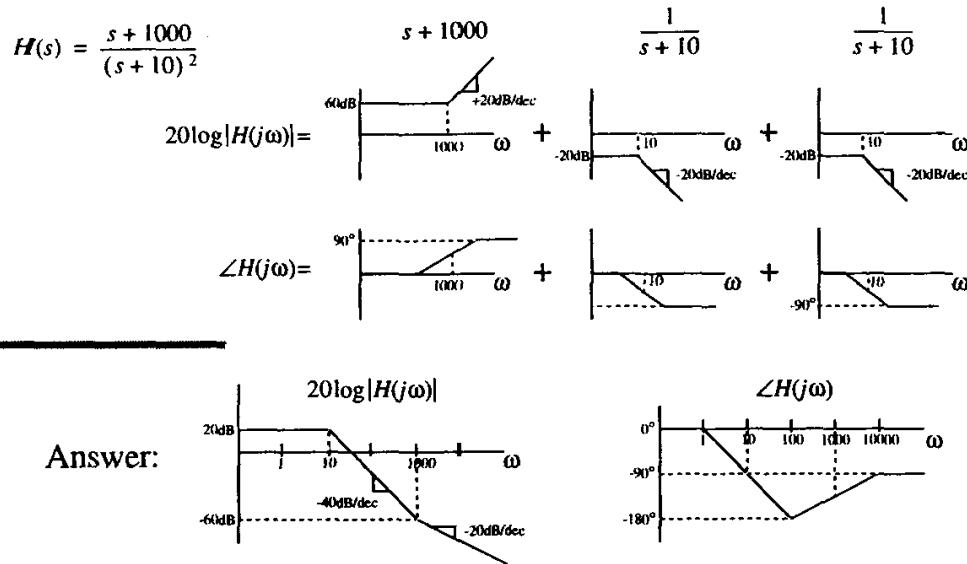 H(s) = s + 1000 / (s + 10)²
s + 1000
1 / s + 10
1 / s + 10
20log|H(jω)|=
60dB
+20dB/dec
1000
ω
+
-20dB
10
-20dB/dec
ω
+
-20dB
10
-20dB/dec
ω
∠H(jω)=
90°
1000
ω
+
10
ω
+
-90°
10
ω
Answer:
20log|H(jω)|
20dB
1 10 1000 ω
-40dB/dec
-60dB
-20dB/dec
∠H(jω)
0°
1 10 100 1000 10000 ω
-90°
-180°